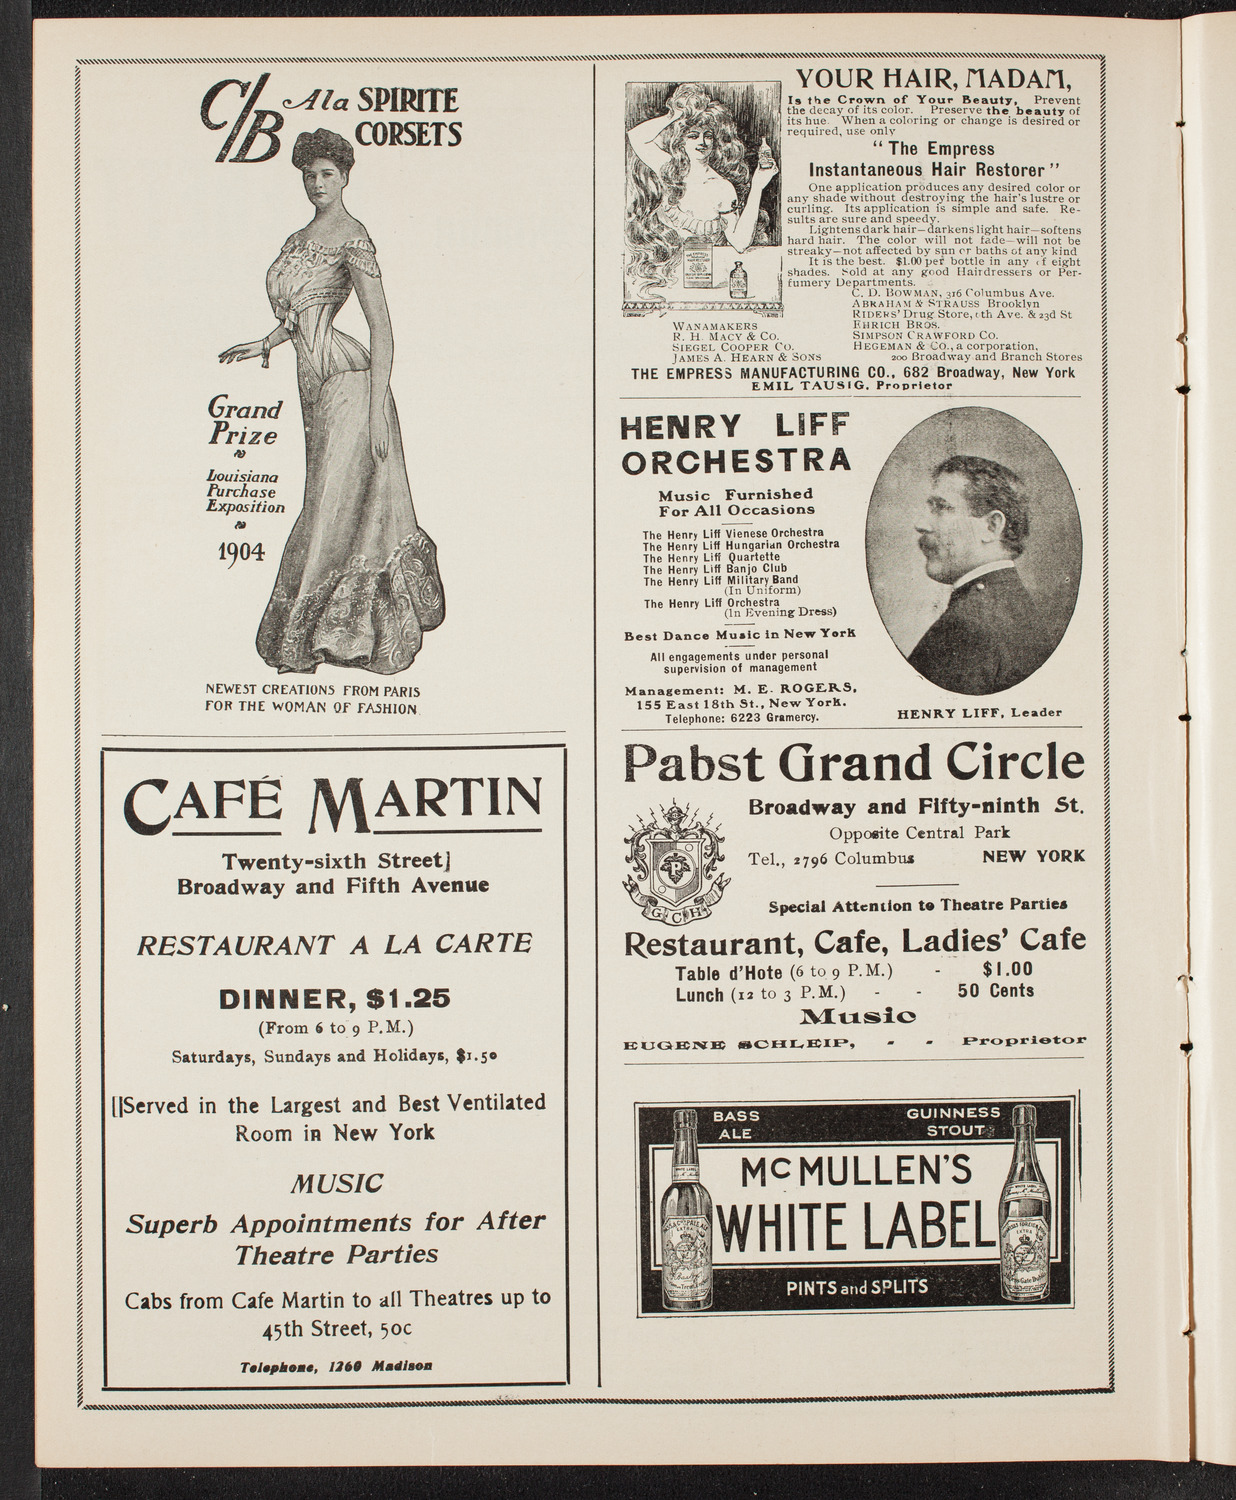 C/B Ala SPIRITE
CORSETS
Grand
Prize
Louisiana
Purchase
Exposition
1904
NEWEST CREATIONS FROM PARIS
FOR THE WOMAN OF FASHION
CAFÉ MARTIN
Twenty-sixth Street]
Broadway and Fifth Avenue
RESTAURANT A LA CARTE
DINNER, $1.25
(From 6 to 9 P.M.)
Saturdays, Sundays and Holidays, $1.50
Served in the Largest and Best Ventilated
Room in New York
MUSIC
Superb Appointments for After
Theatre Parties
Cabs from Cafe Martin to all Theatres up to
45th Street, 50c
Telephone, 1260 Madison
YOUR HAIR, MADAM,
Is the Crown of Your Beauty, Prevent
the decay of its color. Preserve the beauty of
its hue. When a coloring or change is desired or
required, use only
"The Empress
Instantaneous Hair Restorer"
One application produces any desired color or
any shade without destroying the hair's lustre or
curling. Its application is simple and safe. Re-
sults are sure and speedy.
Lightens dark hair—darkens light hair—softens
hard hair. The color will not fade—will not be
streaky—not affected by sun or baths of any kind
It is the best. $1.00 per bottle in any of eight
shades. Sold at any good Hairdressers or Per-
fumery Departments.
C. D. BOWMAN, 316 Columbus Ave.
ABRAHAM & STRAUSS Brooklyn
RIDERS' Drug Store, 6th Ave. & 23d St
EHRICH BROS.
SIMPSON CRAWFORD CO.
HEGEMAN & CO., a corporation,
200 Broadway and Branch Stores
WANAMAKERS
R. H. MACY & CO.
SIEGEL COOPER CO.
JAMES A. HEARN & SONS
THE EMPRESS MANUFACTURING CO., 682 Broadway, New York
EMIL TAUSIG, Proprietor
HENRY LIFF
ORCHESTRA
Music Furnished
For All Occasions
The Henry Liff Vienese Orchestra
The Henry Liff Hungarian Orchestra
The Henry Liff Quartette
The Henry Liff Banjo Club
The Henry Liff Military Band
(In Uniform)
The Henry Liff Orchestra
(In Evening Dress)
Best Dance Music in New York
All engagements under personal
supervision of management
Management: M. E. ROGERS,
155 East 18th St., New York.
Telephone: 6223 Gramercy.
HENRY LIFF, Leader
Pabst Grand Circle
Broadway and Fifty-ninth St.
Opposite Central Park
Tel., 2796 Columbus NEW YORK
P
G C H
Special Attention to Theatre Parties
Restaurant, Cafe, Ladies' Cafe
Table d'Hote (6 to 9 P.M.) - $1.00
Lunch (12 to 3 P.M.) - - 50 Cents
Music
EUGENE SCHLEIP, - - Proprietor
BASS
ALE
GUINNESS
STOUT
MCMULLEN'S
WHITE LABEL
PINTS and SPLITS